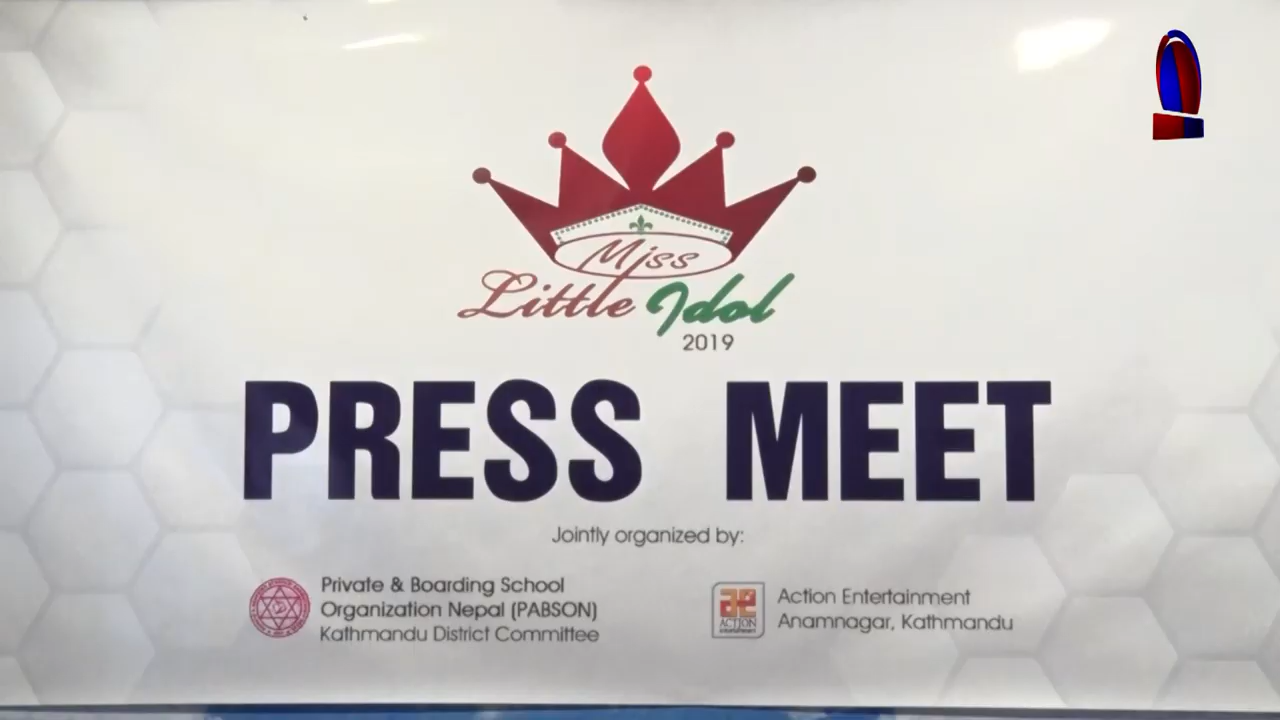 Miss
Little Idol
2019
PRESS MEET
Jointly organized by:
Private & Boarding School
Organization Nepal (PABSON)
Kathmandu District Committee
ACTION
Action Entertainment
Anamnagar, Kathmandu